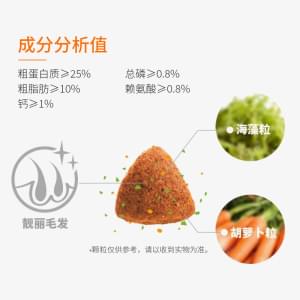 成分分析值
粗蛋白质≥25% 总磷≥0.8%
粗脂肪≥10% 赖氨酸≥0.8%
钙≥1%
海藻粒
靓丽毛发
胡萝卜粒
•颗粒仅供参考，请以收到实物为准。